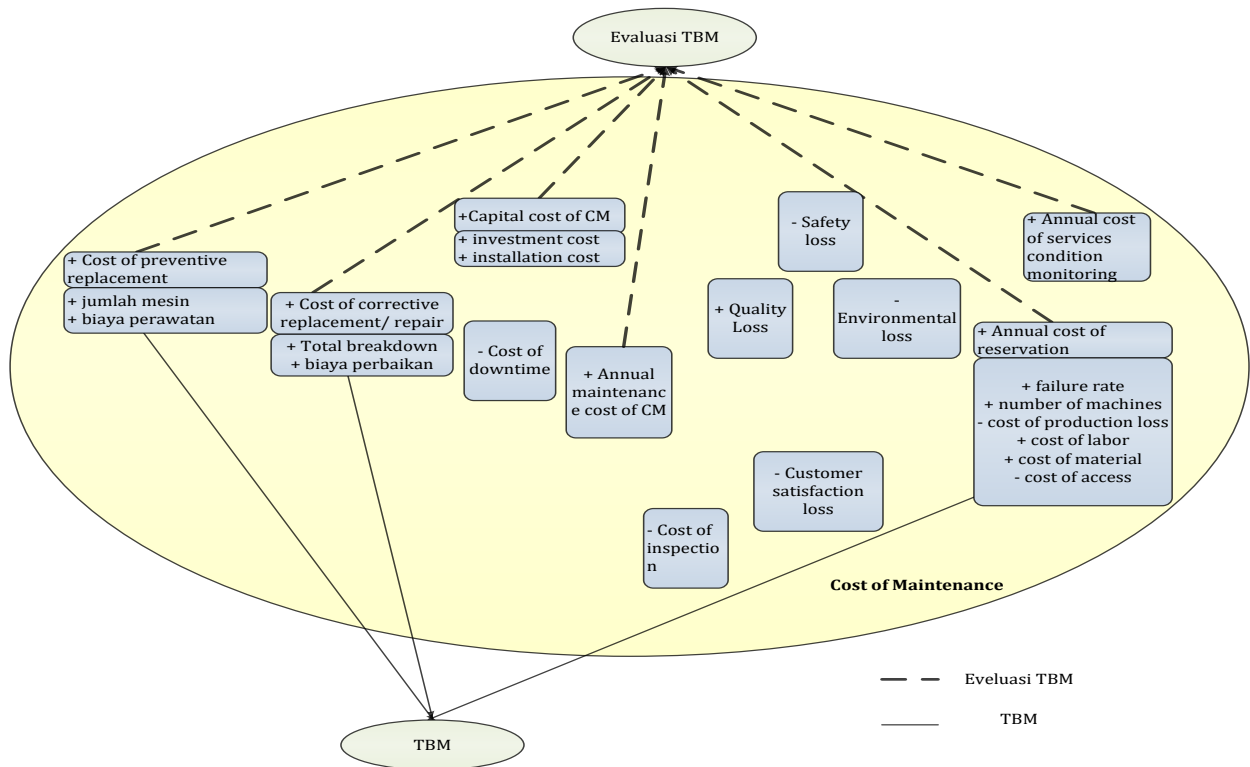 Evaluasi TBM
+Capital cost of CM
+ investment cost
+ installation cost
- Safety
loss
+ Annual cost
of services
condition
monitoring
+ Cost of preventive
replacement
+ jumlah mesin
+ biaya perawatan
+ Cost of corrective
replacement/ repair
+ Total breakdown
+ biaya perbaikan
- Cost of
downtime
+ Annual
maintenanc
e cost of CM
+ Quality
Loss
-
Environmental
loss
+ Annual cost of
reservation
+ failure rate
+ number of machines
- cost of production loss
+ cost of labor
+ cost of material
- cost of access
- Customer
satisfaction
loss
- Cost of
inspectio
n
Cost of Maintenance
Eveluasi TBM
TBM
TBM